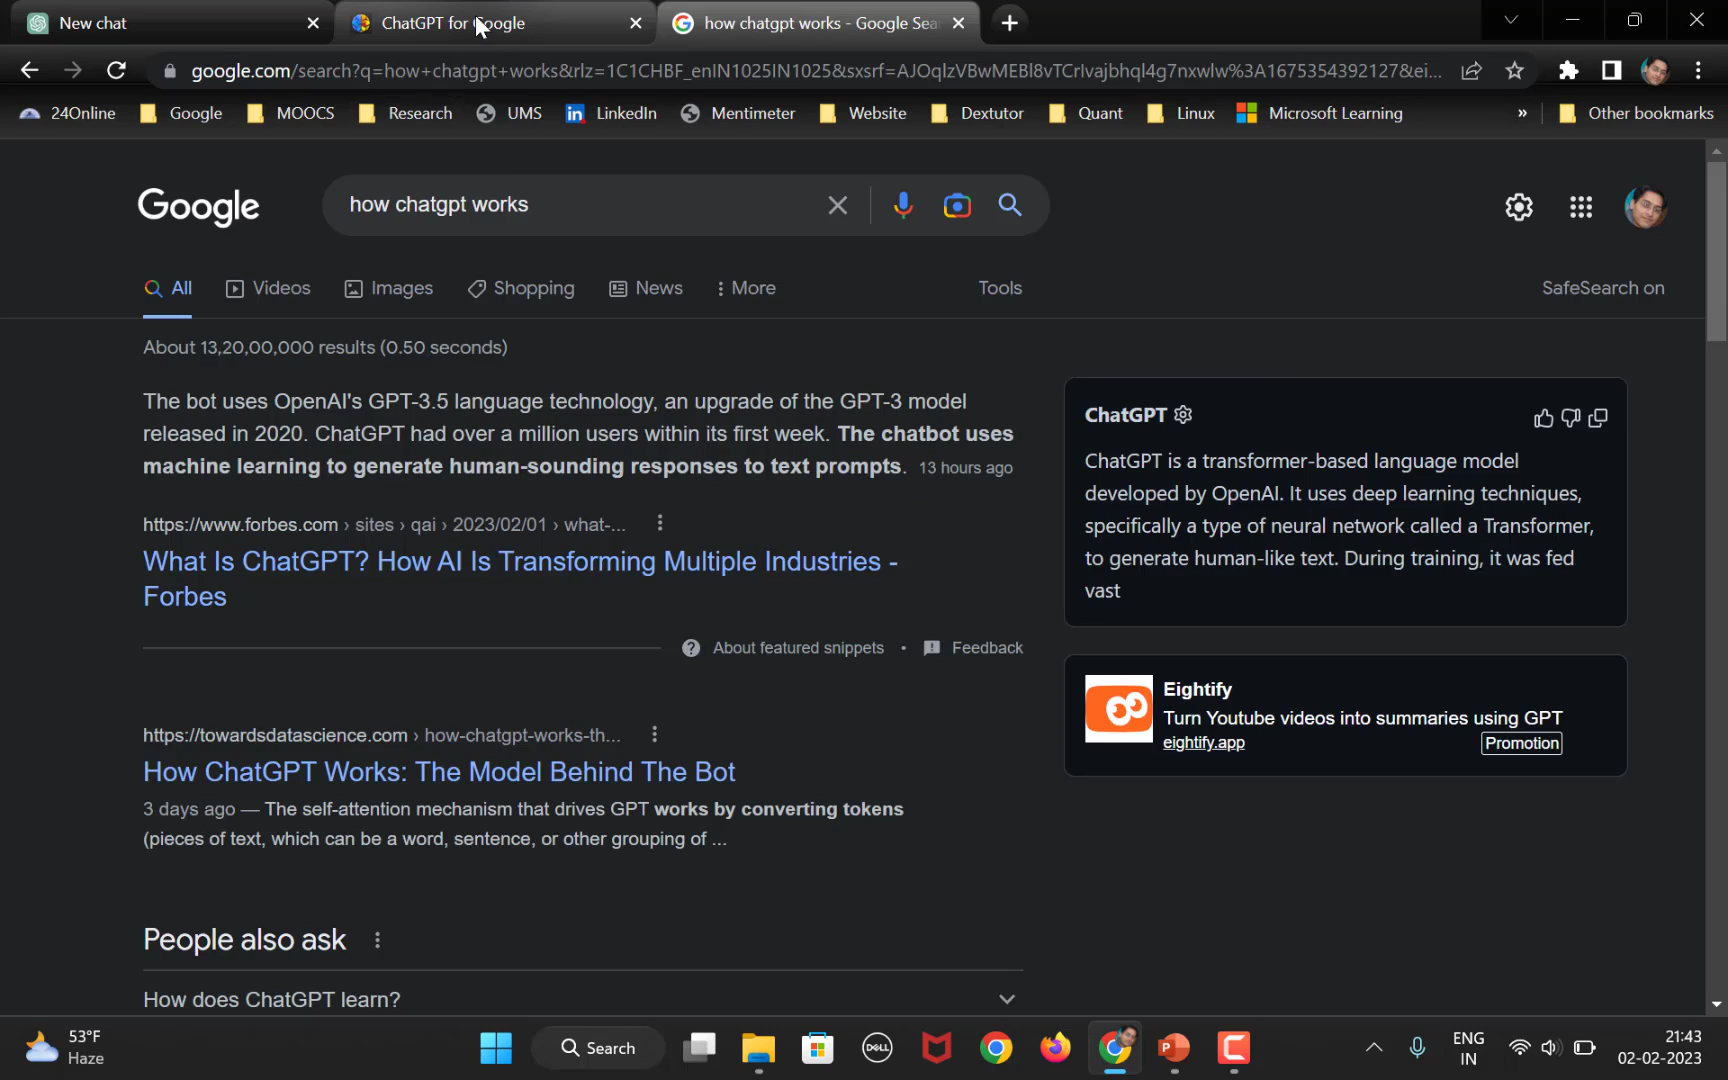 New chat
ChatGPT for Google
how chatgpt works - Google Sea
google.com/search?q=how+chatgpt+works&rlz=1C1CHBF_enIN1025IN1025&sxsrf=AJOqlzVBwMEBl8vTCrIvajbhql4g7nxwlw%3A1675354392127&ei...
24Online
Google
MOOCS
Research
UMS
in LinkedIn
Mentimeter
Website
Dextutor
Quant
Linux
Microsoft Learning
»
Other bookmarks
Google
how chatgpt works
All
Videos
Images
Shopping
News
More
Tools
SafeSearch on
About 13,20,00,000 results (0.50 seconds)
The bot uses OpenAI's GPT-3.5 language technology, an upgrade of the GPT-3 model
released in 2020. ChatGPT had over a million users within its first week. The chatbot uses
machine learning to generate human-sounding responses to text prompts. 13 hours ago
https://www.forbes.com › sites › qai › 2023/02/01 › what-...
What Is ChatGPT? How AI Is Transforming Multiple Industries -
Forbes
About featured snippets • Feedback
https://towardsdatascience.com › how-chatgpt-works-th...
How ChatGPT Works: The Model Behind The Bot
3 days ago — The self-attention mechanism that drives GPT works by converting tokens
(pieces of text, which can be a word, sentence, or other grouping of ...
People also ask
How does ChatGPT learn?
ChatGPT
ChatGPT is a transformer-based language model
developed by OpenAI. It uses deep learning techniques,
specifically a type of neural network called a Transformer,
to generate human-like text. During training, it was fed
vast
Eightify
Turn Youtube videos into summaries using GPT
eightify.app
Promotion
53°F
Haze
Search
DELL
ENG
IN
21:43
02-02-2023